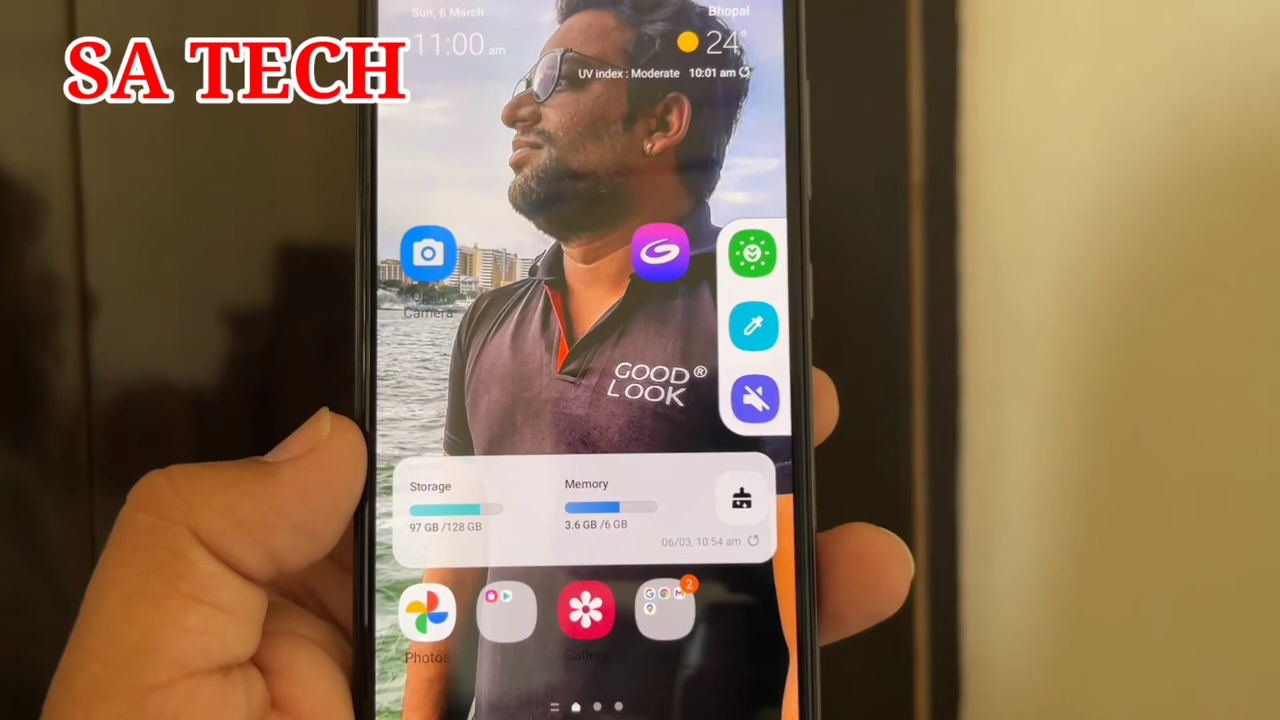 SA TECH
Sun, 6 March
11:00 am
Bhopal
24°
UV index : Moderate 10:01 am
Camera
GOOD®
LOOK
Storage
97 GB /128 GB
Memory
3.6 GB /6 GB
06/03, 10:54 am
2
Photos
Gallery